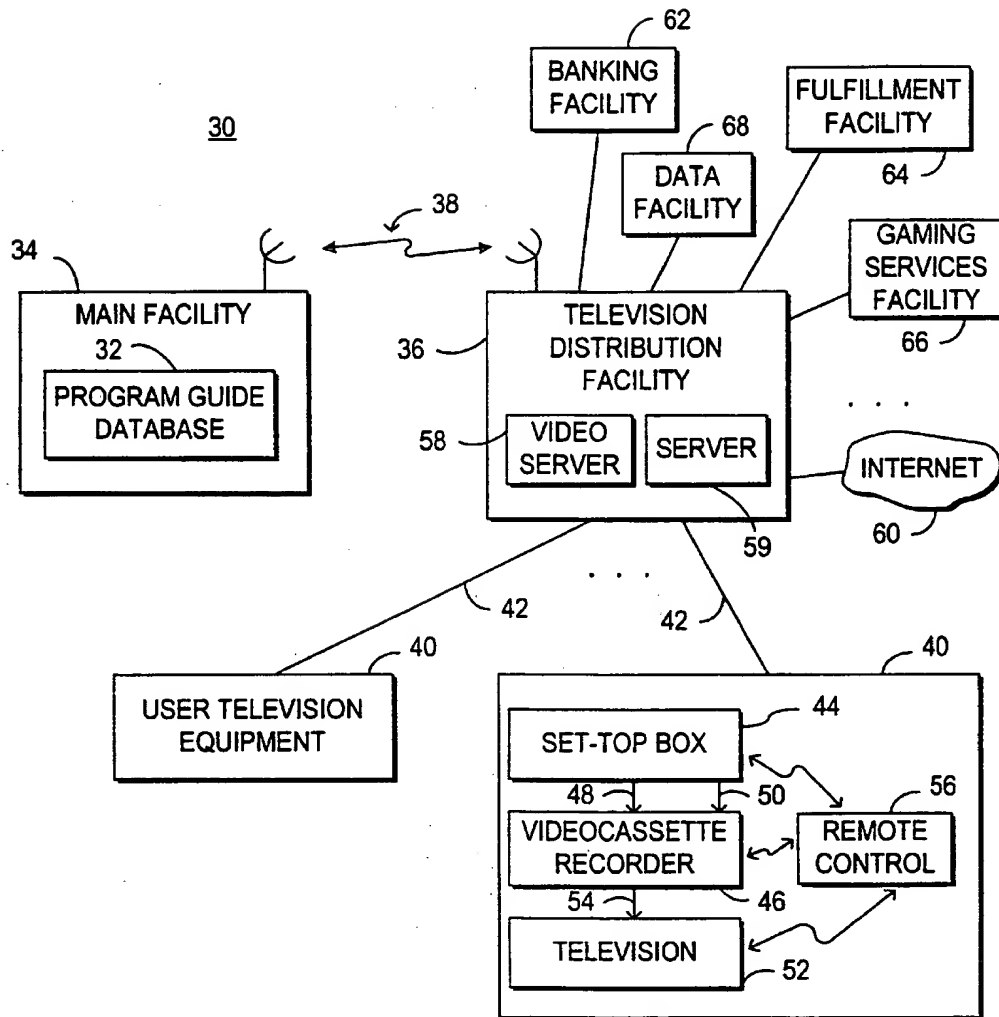 62
BANKING
FACILITY
FULFILLMENT
FACILITY
64
30
68
DATA
FACILITY
38
34
GAMING
SERVICES
FACILITY
66
MAIN FACILITY
32
PROGRAM GUIDE
DATABASE
36
TELEVISION
DISTRIBUTION
FACILITY
58
VIDEO
SERVER
SERVER
59
. . .
INTERNET
60
. . .
42
42
40
USER TELEVISION
EQUIPMENT
40
44
SET-TOP BOX
48
50
56
VIDEOCASSETTE
RECORDER
REMOTE
CONTROL
54
46
TELEVISION
52